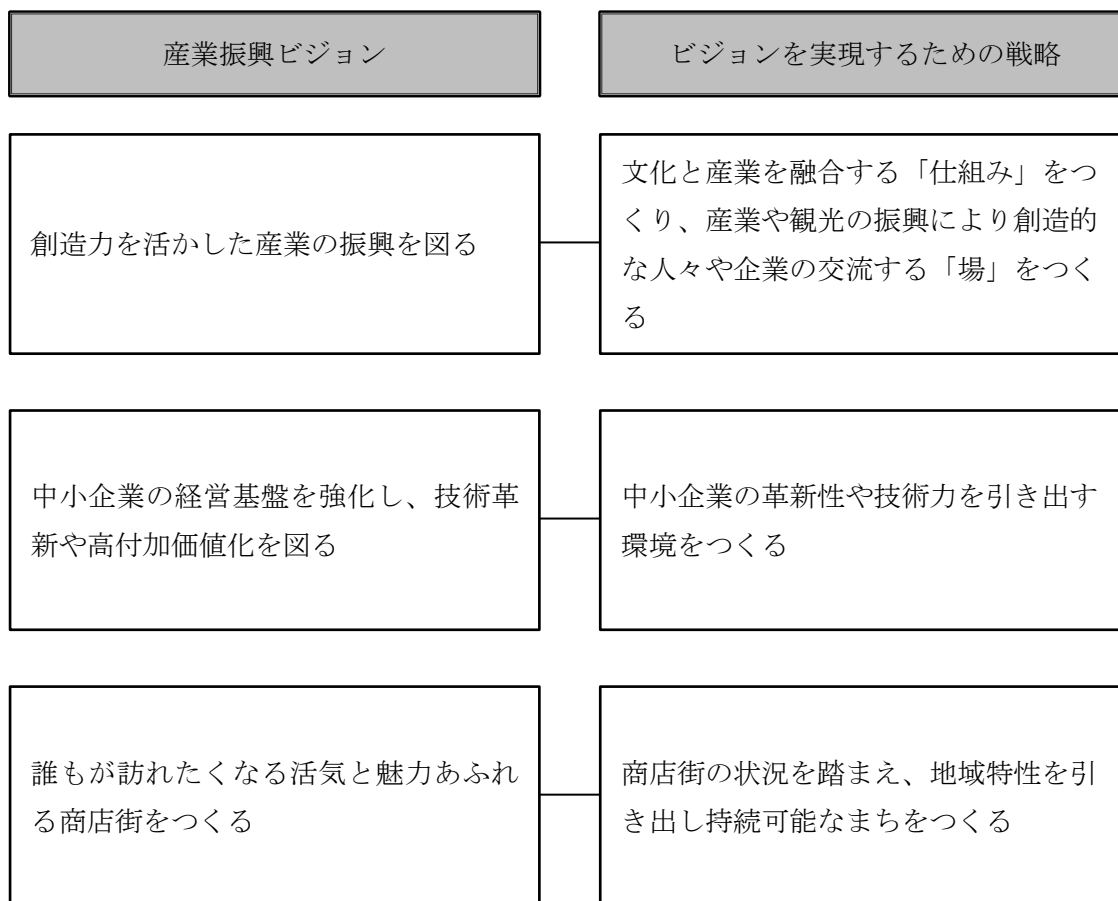 産業振興ビジョン
ビジョンを実現するための戦略
創造力を活かした産業の振興を図る
文化と産業を融合する「仕組み」をつ
くり、産業や観光の振興により創造的
な人々や企業の交流する「場」をつく
る
中小企業の経営基盤を強化し、技術革
新や高付加価値化を図る
中小企業の革新性や技術力を引き出す
環境をつくる
誰もが訪れたくなる活気と魅力あふれ
る商店街をつくる
商店街の状況を踏まえ、地域特性を引
き出し持続可能なまちをつくる